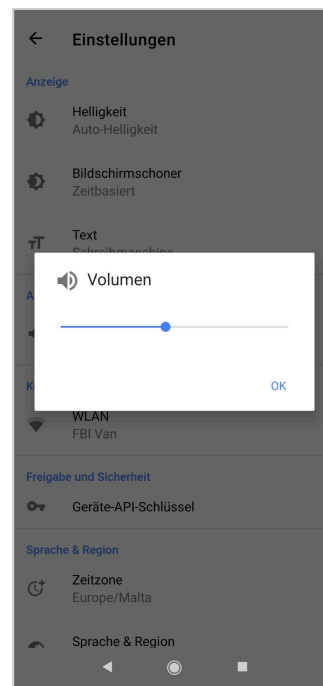 Einstellungen
Anzeige
Helligkeit
Auto-Helligkeit
Bildschirmschoner
Zeitbasiert
Text
Schreibmaschine
A
Volumen
OK
K
WLAN
FBI Van
Freigabe und Sicherheit
Geräte-API-Schlüssel
Sprache & Region
Zeitzone
Europe/Malta
Sprache & Region